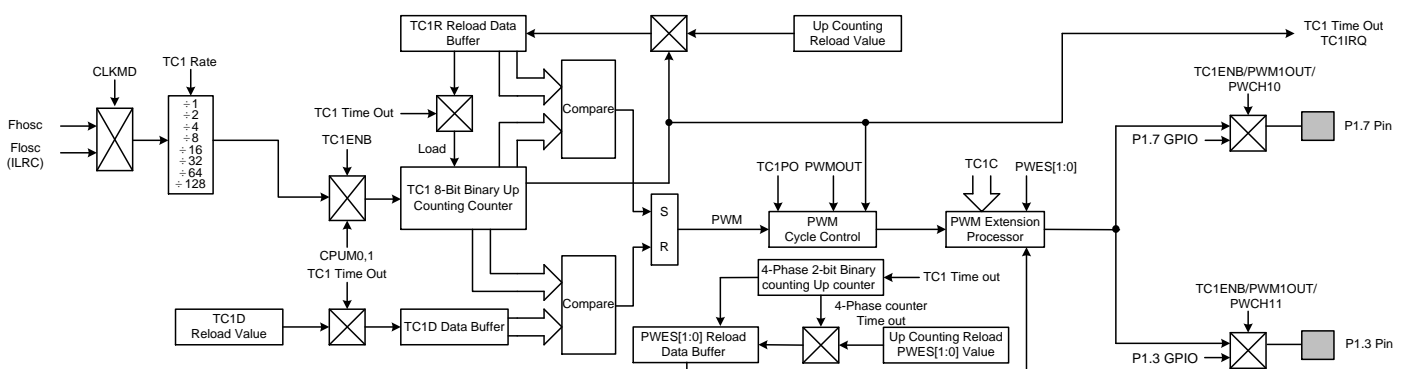 TC1R Reload Data
Buffer
Up Counting
Reload Value
TC1 Time Out
TC1IRQ
CLKMD
TC1 Rate
÷1
÷2
÷4
÷8
÷16
÷32
÷64
÷128
Fhosc
Flosc
(ILRC)
TC1 Time Out
Load
Compare
TC1ENB
TC1 8-Bit Binary Up
Counting Counter
CPUM0,1
TC1 Time Out
TC1D
Reload Value
TC1D Data Buffer
Compare
S
R
PWM
TC1PO
PWMOUT
PWM
Cycle Control
TC1C
PWES[1:0]
PWM Extension
Processor
4-Phase 2-bit Binary
counting Up counter
TC1 Time out
4-Phase counter
Time out
PWES[1:0] Reload
Data Buffer
Up Counting Reload
PWES[1:0] Value
TC1ENB/PWM1OUT/
PWCH10
P1.7 GPIO
P1.7 Pin
TC1ENB/PWM1OUT/
PWCH11
P1.3 GPIO
P1.3 Pin